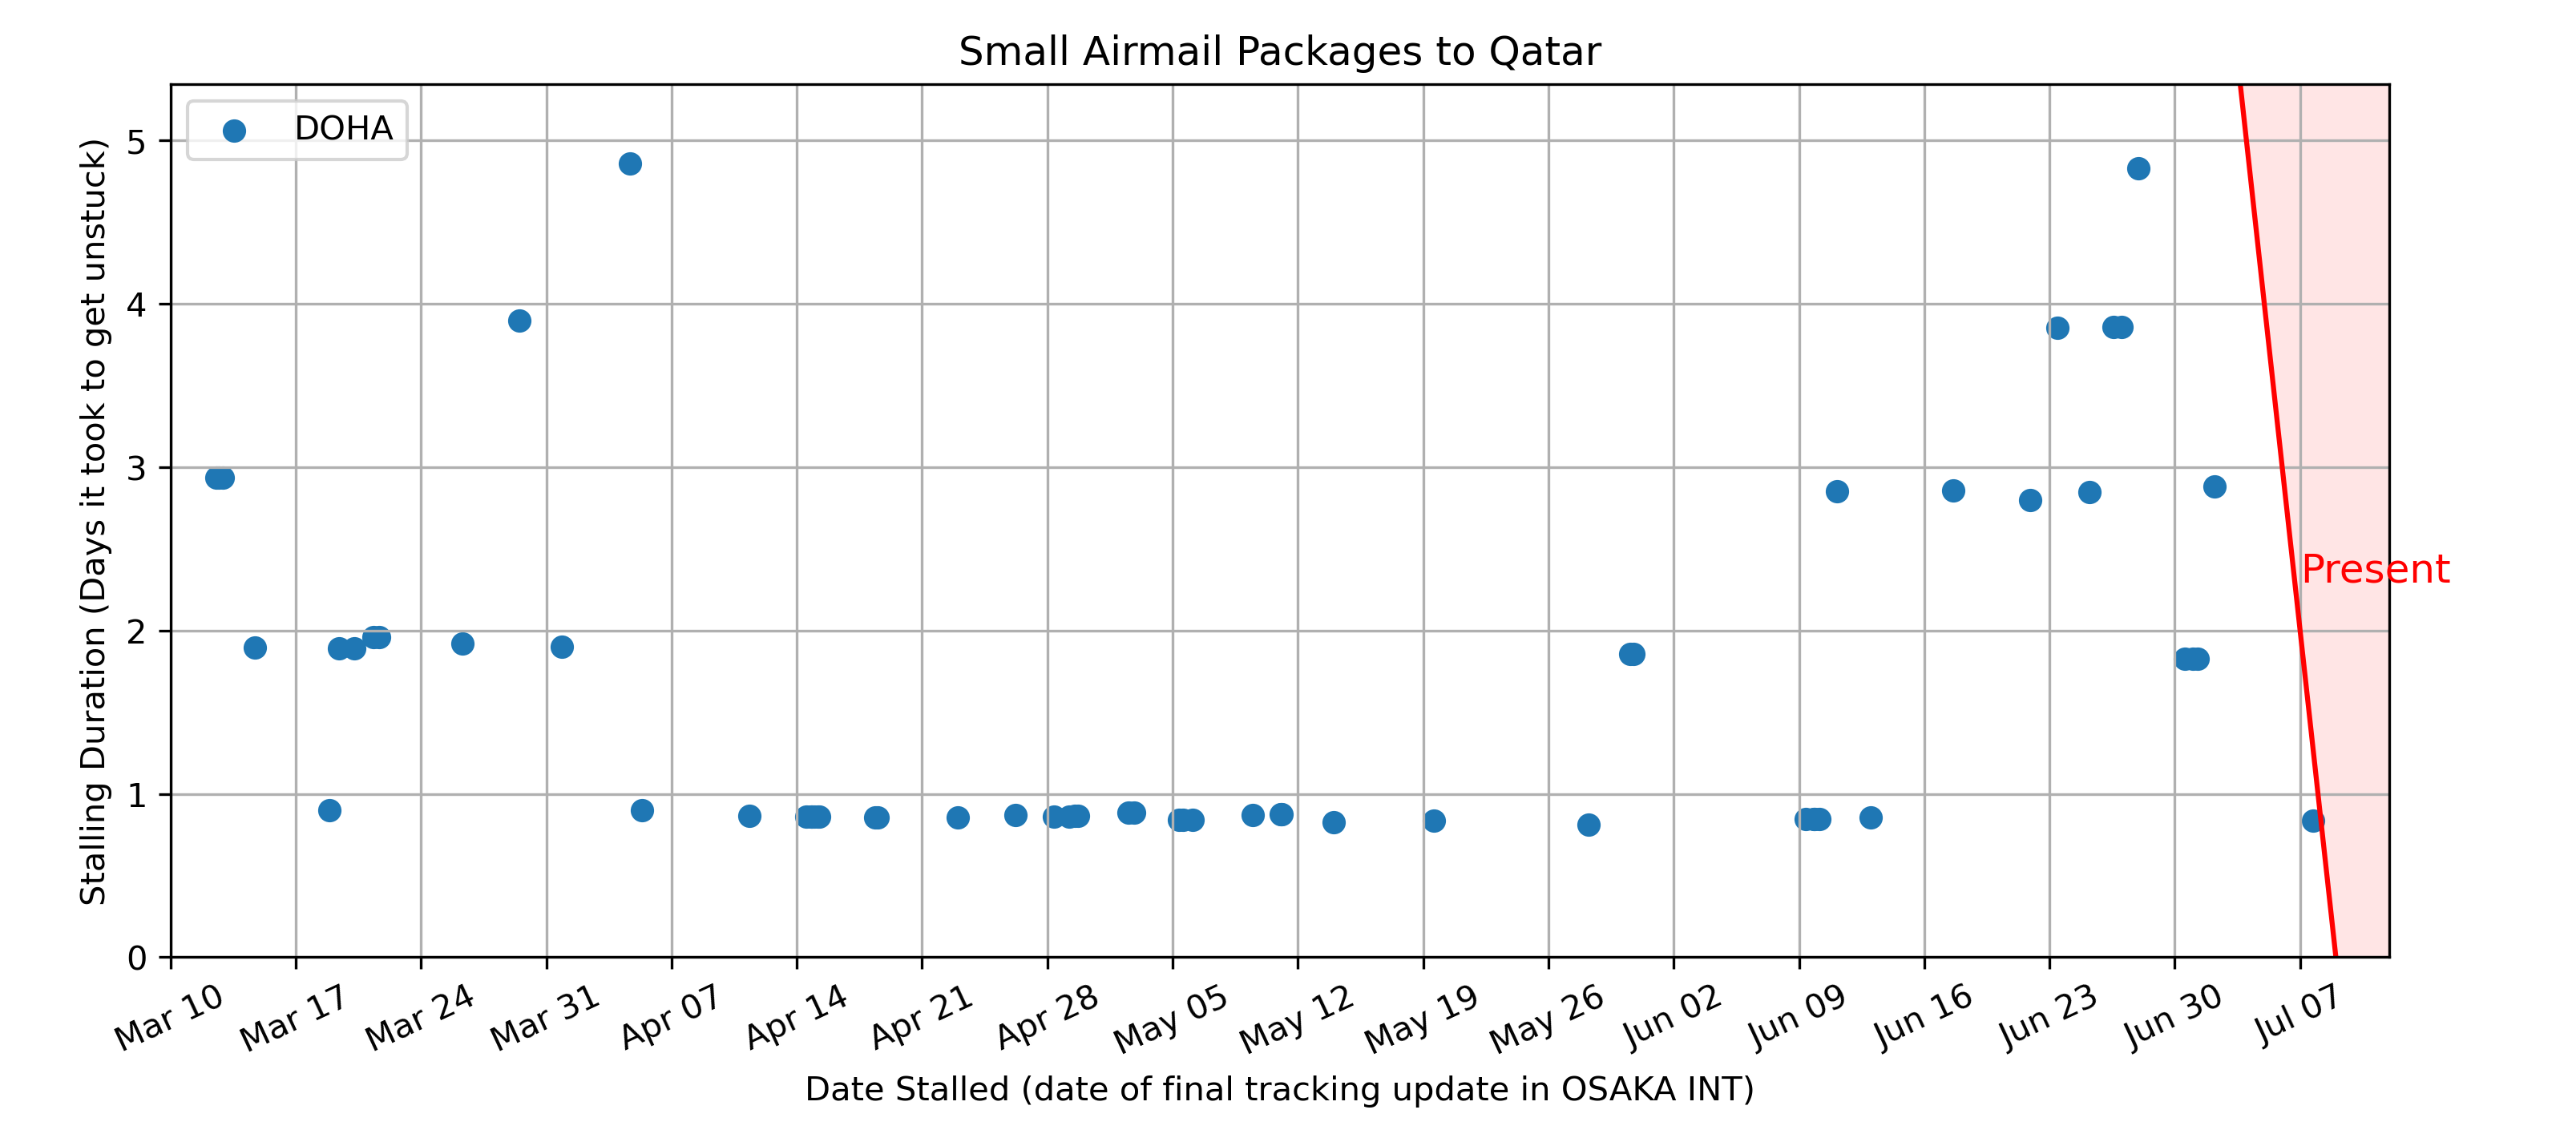 Small Airmail Packages to Qatar
DOHA
Stalling Duration (Days it took to get unstuck)
5
4
3
2
1
0
Present
Mar 10
Mar 17
Mar 24
Mar 31
Apr 07
Apr 14
Apr 21
Apr 28
May 05
May 12
May 19
May 26
Jun 02
Jun 09
Jun 16
Jun 23
Jun 30
Jul 07
Date Stalled (date of final tracking update in OSAKA INT)